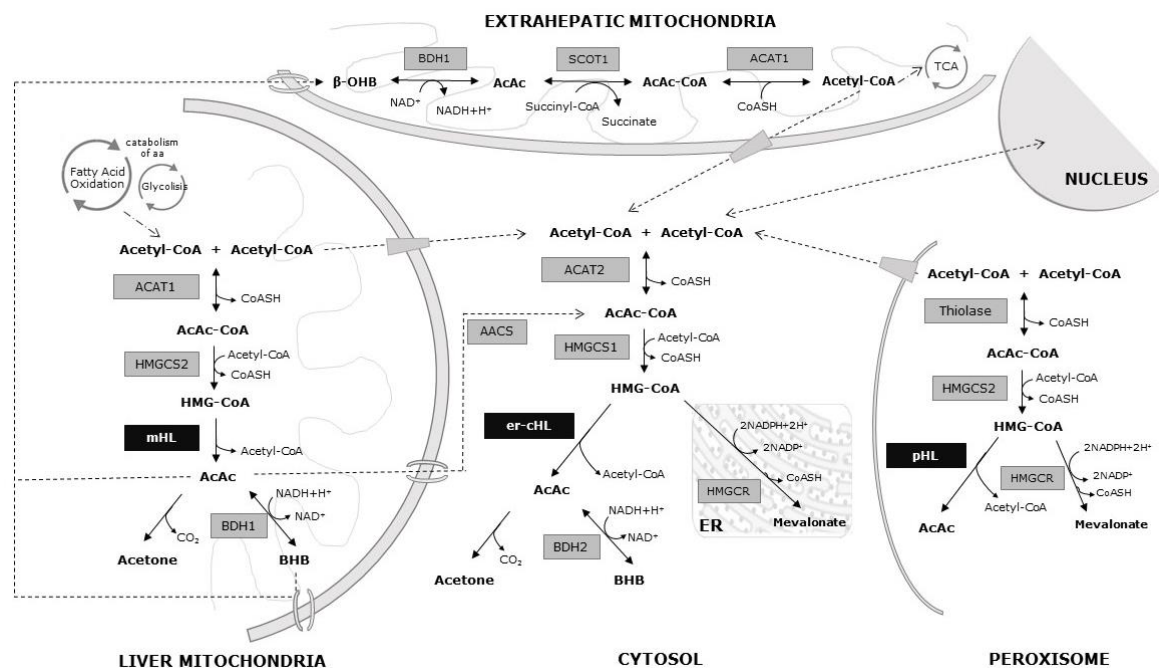 EXTRAHEPATIC MITOCHONDRIA
BDH1
SCOT1
ACAT1
β-OHB
AcAc
AcAc-CoA
Acetyl-CoA
TCA
NAD⁺
NADH+H⁺
Succinyl-CoA
Succinate
CoASH
NUCLEUS
catabolism
of aa
Fatty Acid
Oxidation
Glycolisis
Acetyl-CoA + Acetyl-CoA
ACAT1
CoASH
AcAc-CoA
HMGCS2
Acetyl-CoA
CoASH
HMG-CoA
mHL
Acetyl-CoA
AcAc
NADH+H⁺
BDH1
NAD⁺
CO₂
Acetone
BHB
LIVER MITOCHONDRIA
Acetyl-CoA + Acetyl-CoA
ACAT2
CoASH
AcAc-CoA
AACS
HMGCS1
Acetyl-CoA
CoASH
HMG-CoA
er-cHL
Acetyl-CoA
AcAc
NADH+H⁺
BDH2
NAD⁺
CO₂
Acetone
BHB
2NADPH+2H⁺
2NADP⁺
CoASH
HMGCR
ER
Mevalonate
CYTOSOL
Acetyl-CoA + Acetyl-CoA
Thiolase
CoASH
AcAc-CoA
HMGCS2
Acetyl-CoA
CoASH
HMG-CoA
pHL
2NADPH+2H⁺
HMGCR
2NADP⁺
CoASH
Acetyl-CoA
AcAc
Mevalonate
PEROXISOME